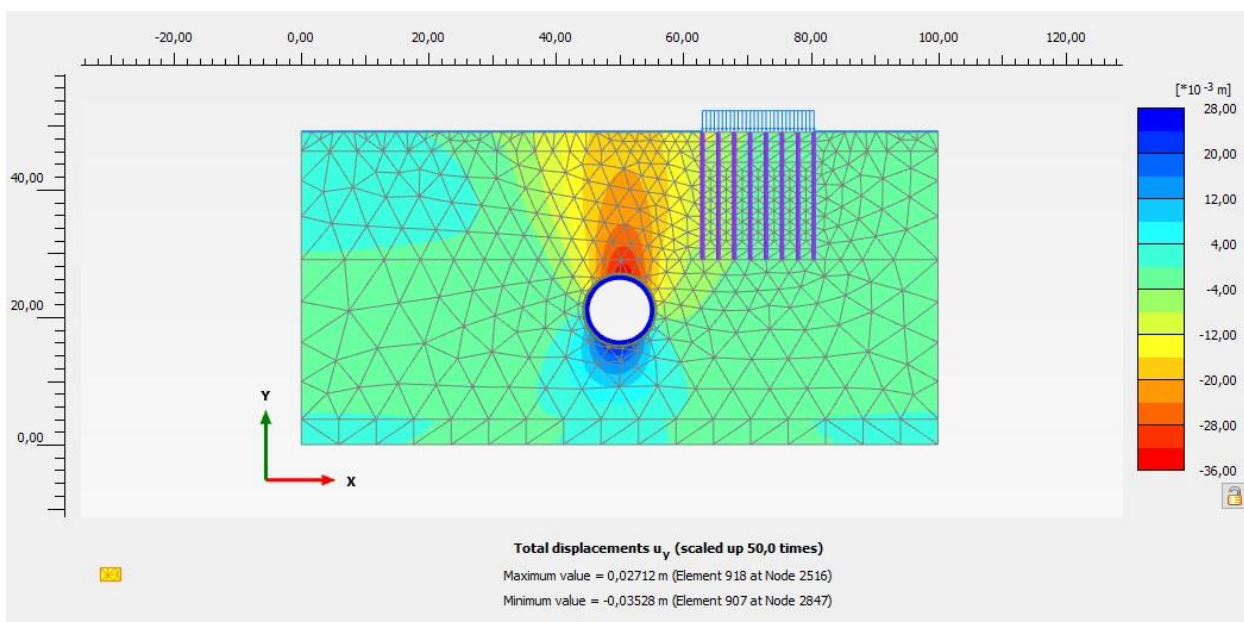 -20,00 0,00 20,00 40,00 60,00 80,00 100,00 120,00
[*10 -3 m]
28,00
20,00
40,00
12,00
4,00
-4,00
20,00
-12,00
-20,00
Y
-28,00
0,00
-36,00
X
Total displacements uy (scaled up 50,0 times)
Maximum value = 0,02712 m (Element 918 at Node 2516)
Minimum value = -0,03528 m (Element 907 at Node 2847)